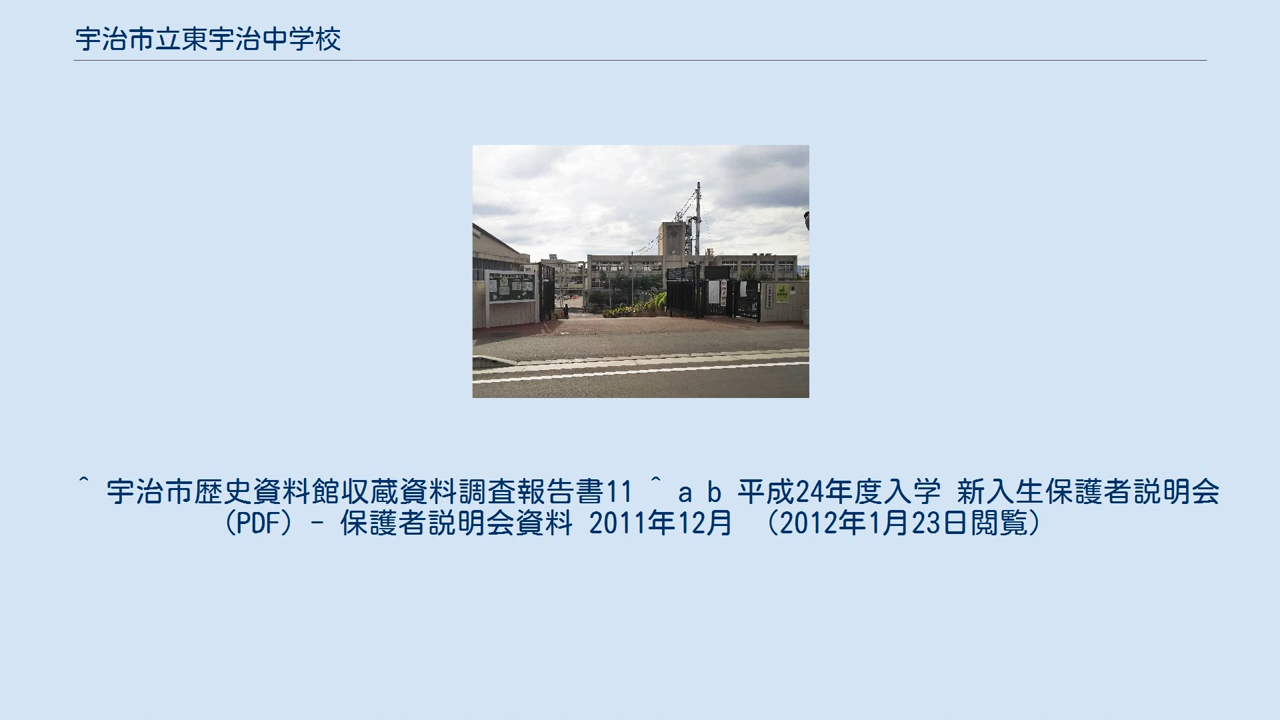 宇治市立東宇治中学校
^ 宇治市歴史資料館収蔵資料調査報告書11 ^ a b 平成24年度入学 新入生保護者説明会
(PDF) - 保護者説明会資料 2011年12月 (2012年1月23日閲覧)